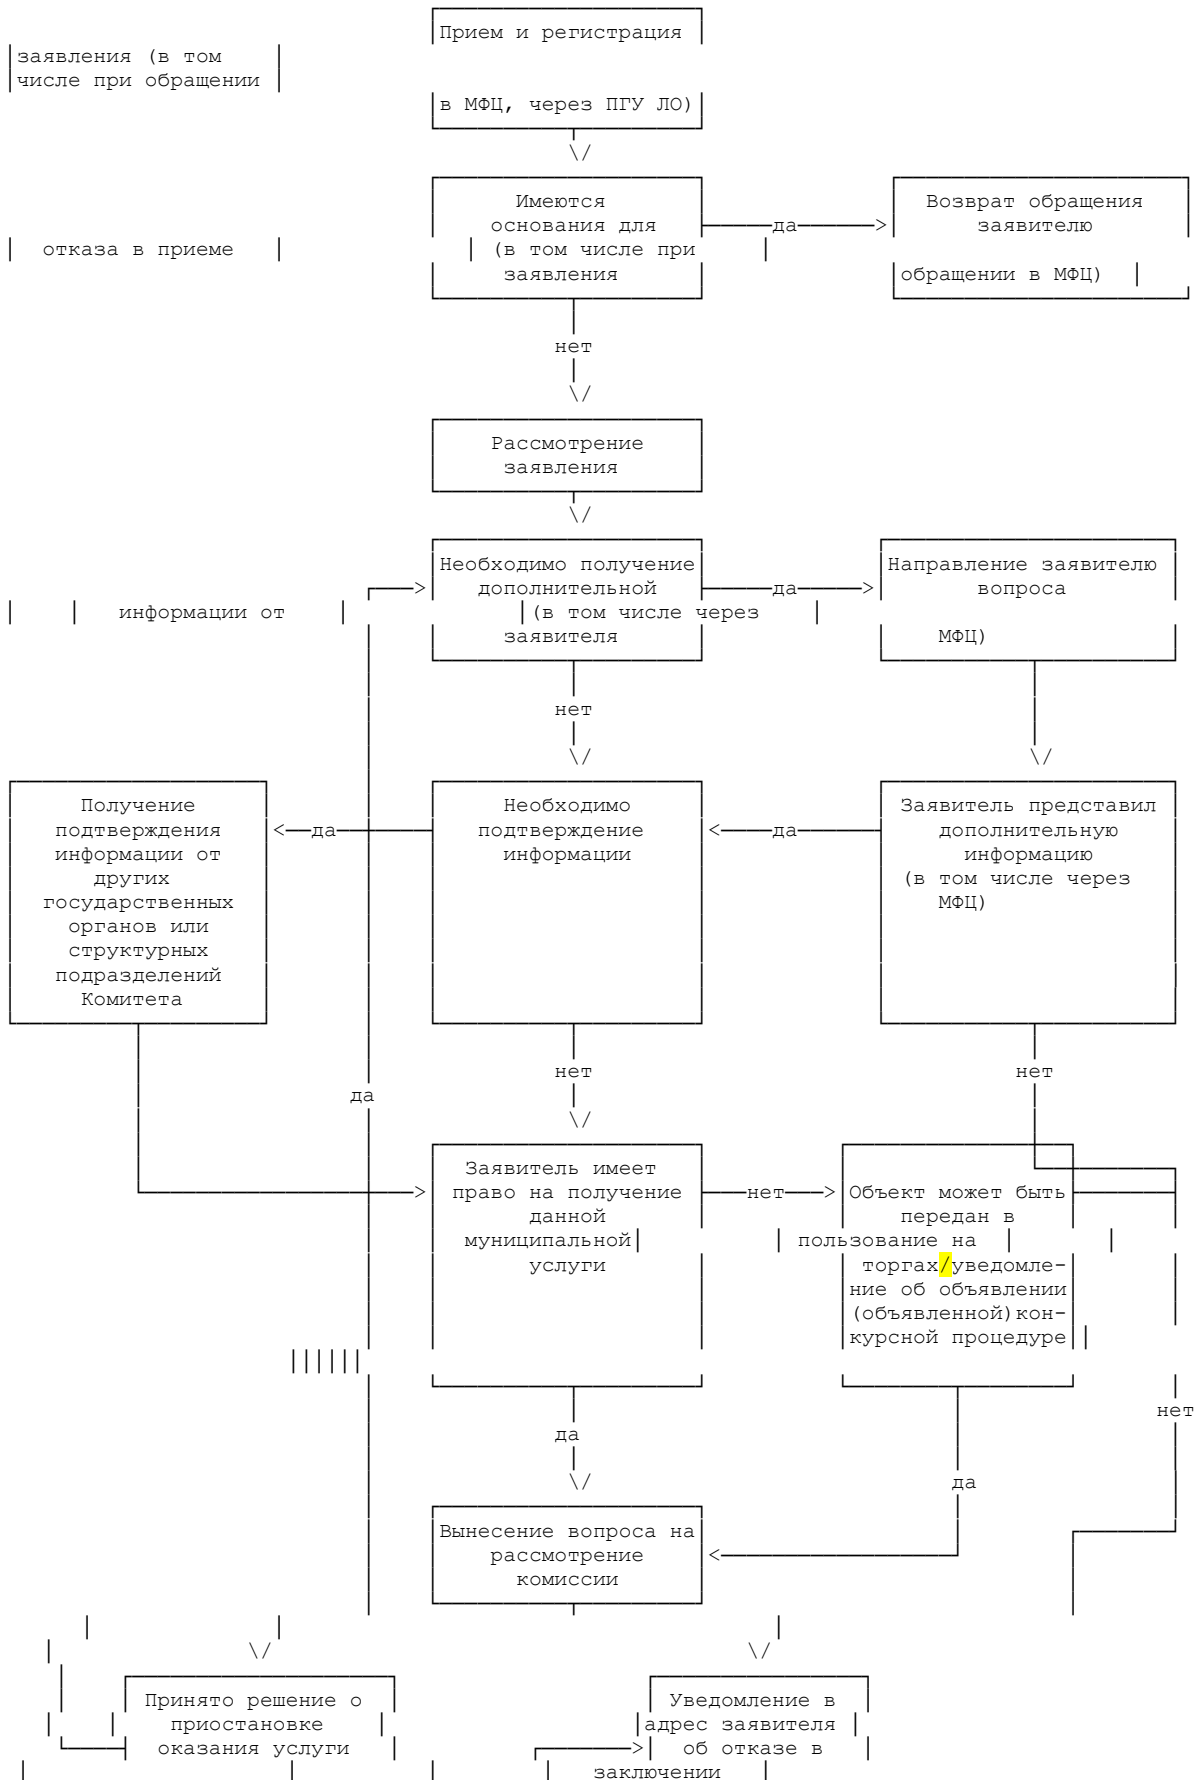 Прием и регистрация
заявления (в том
числе при обращении
в МФЦ, через ПГУ ЛО)
Имеются
основания для
отказа в приеме
заявления
да
Возврат обращения
заявителю
(в том числе при
обращении в МФЦ)
нет
Рассмотрение
заявления
Необходимо получение
дополнительной
информации от
заявителя
да
Направление заявителю
вопроса
(в том числе через
МФЦ)
нет
Получение
подтверждения
информации от
других
государственных
органов или
структурных
подразделений
Комитета
да
Необходимо
подтверждение
информации
да
Заявитель представил
дополнительную
информацию
(в том числе через
МФЦ)
нет
нет
да
Заявитель имеет
право на получение
данной
муниципальной
услуги
нет
Объект может быть
передан в
пользование на
торгах/уведомле-
ние об объявлении
(объявленной)кон-
курсной процедуре
нет
да
да
Вынесение вопроса на
рассмотрение
комиссии
Принято решение о
приостановке
оказания услуги
Уведомление в
адрес заявителя
об отказе в
заключении